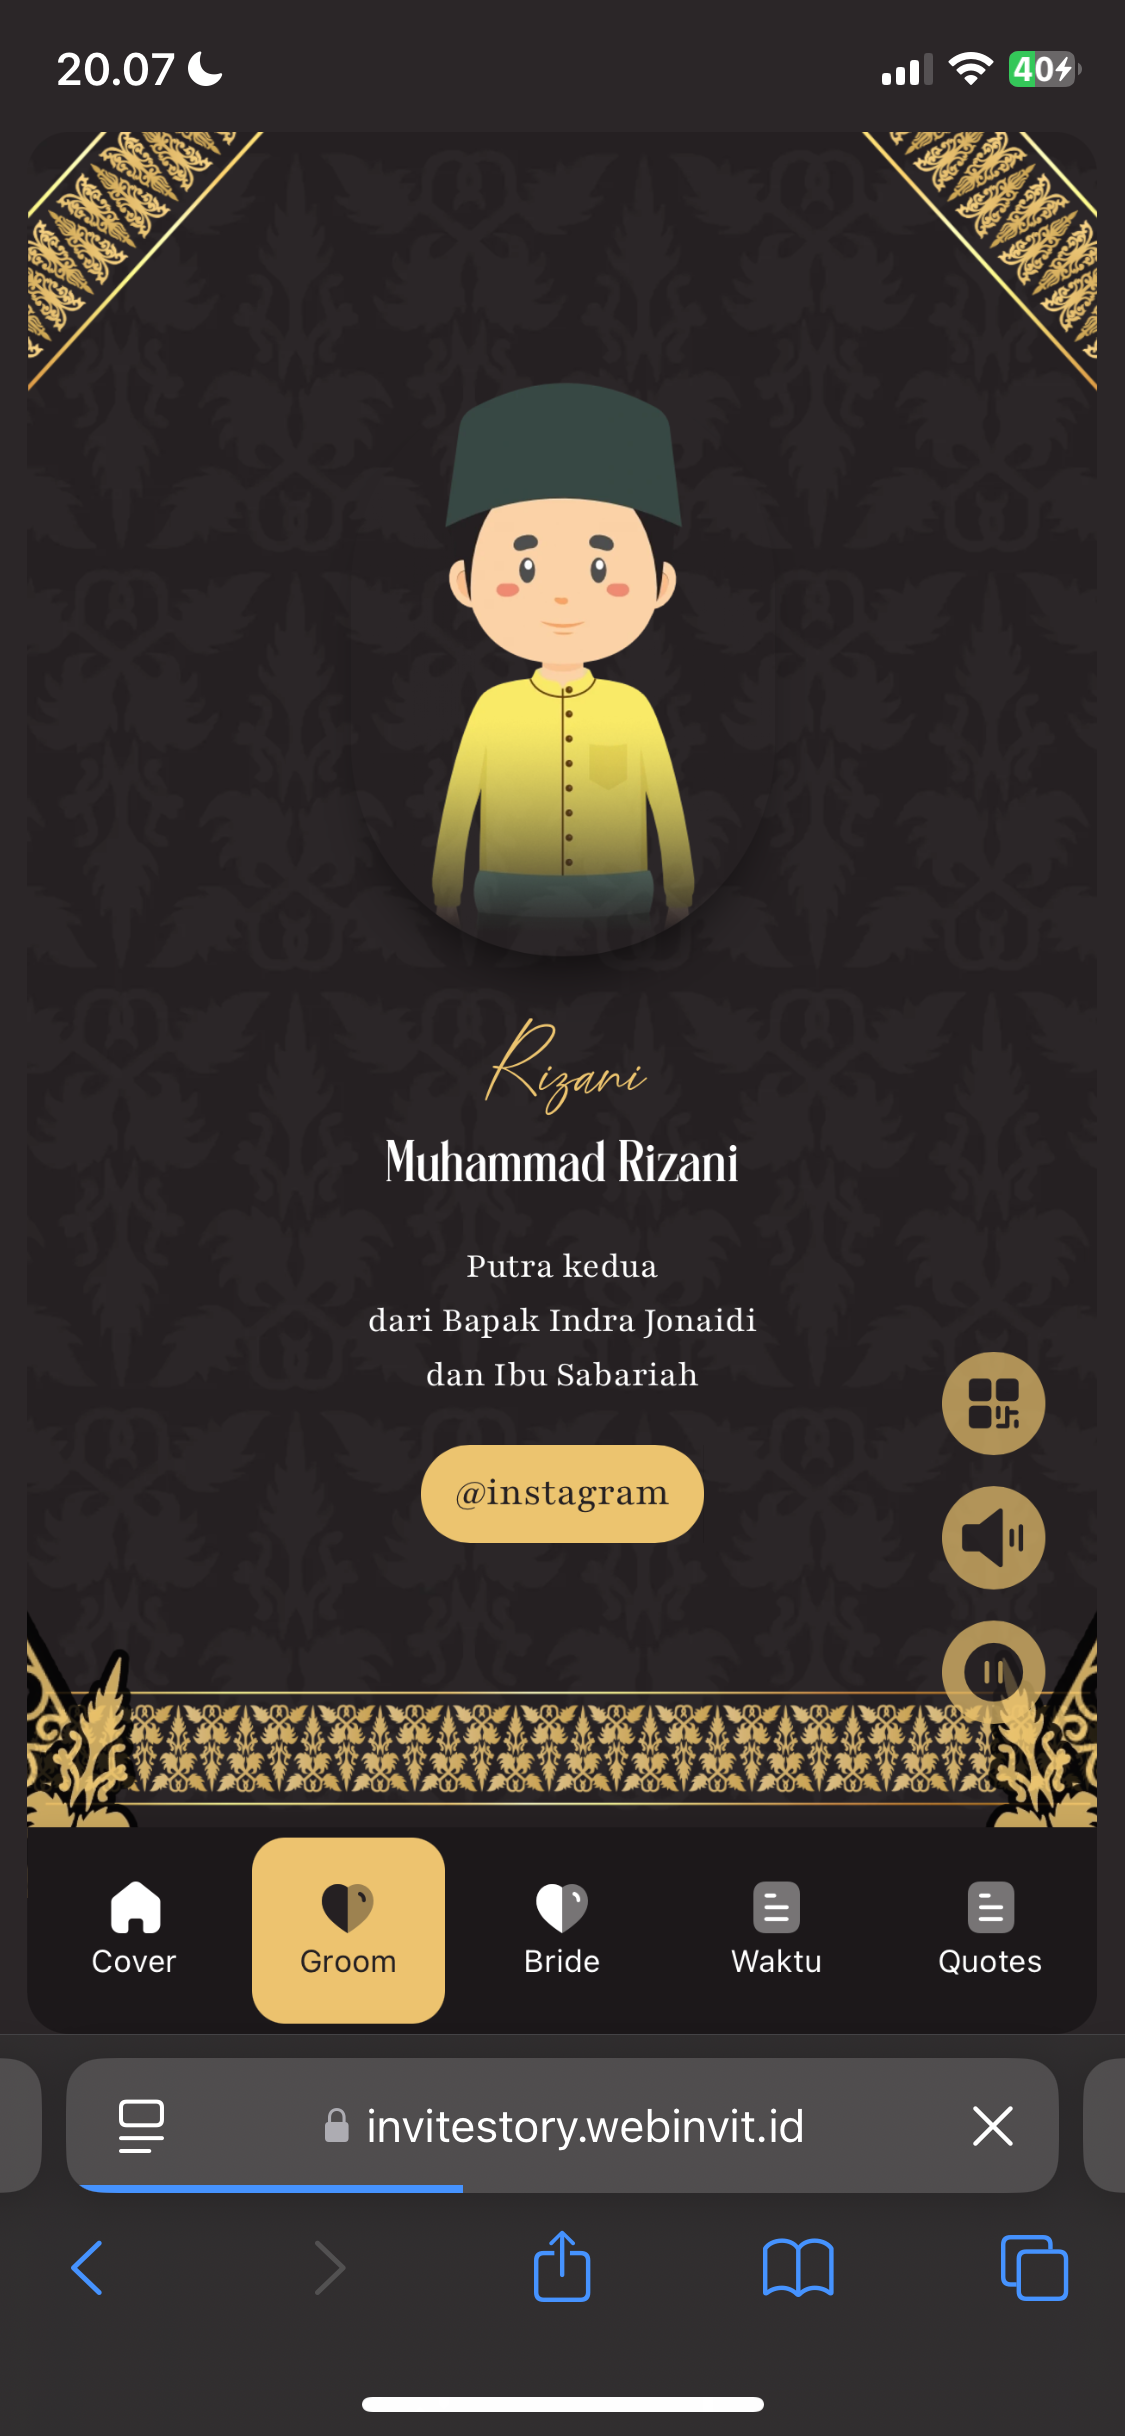 20.07
40
Rizani
Muhammad Rizani
Putra kedua
dari Bapak Indra Jonaidi
dan Ibu Sabariah
@instagram
Cover
Groom
Bride
Waktu
Quotes
invitestory.webinvit.id